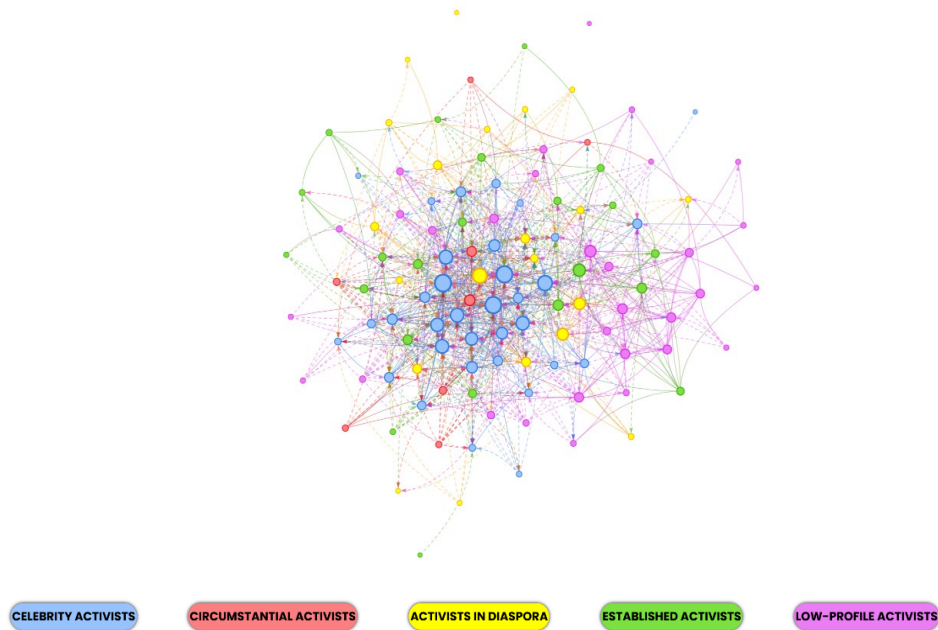 CELEBRITY ACTIVISTS
CIRCUMSTANTIAL ACTIVISTS
ACTIVISTS IN DIASPORA
ESTABLISHED ACTIVISTS
LOW-PROFILE ACTIVISTS